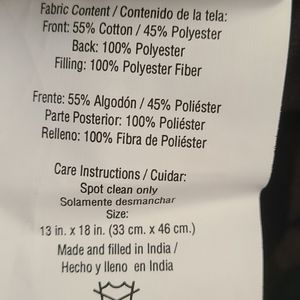 Fabric Content / Contenido de la tela:
Front: 55% Cotton / 45% Polyester
Back: 100% Polyester
Filling: 100% Polyester Fiber
Frente: 55% Algodón / 45% Poliéster
Parte Posterior: 100% Poliéster
Relleno: 100% Fibra de Poliéster
Care Instructions / Cuidar:
Spot clean only
Solamente desmanchar
Size:
13 in. x 18 in. (33 cm. x 46 cm.)
Made and filled in India /
Hecho y lleno en India